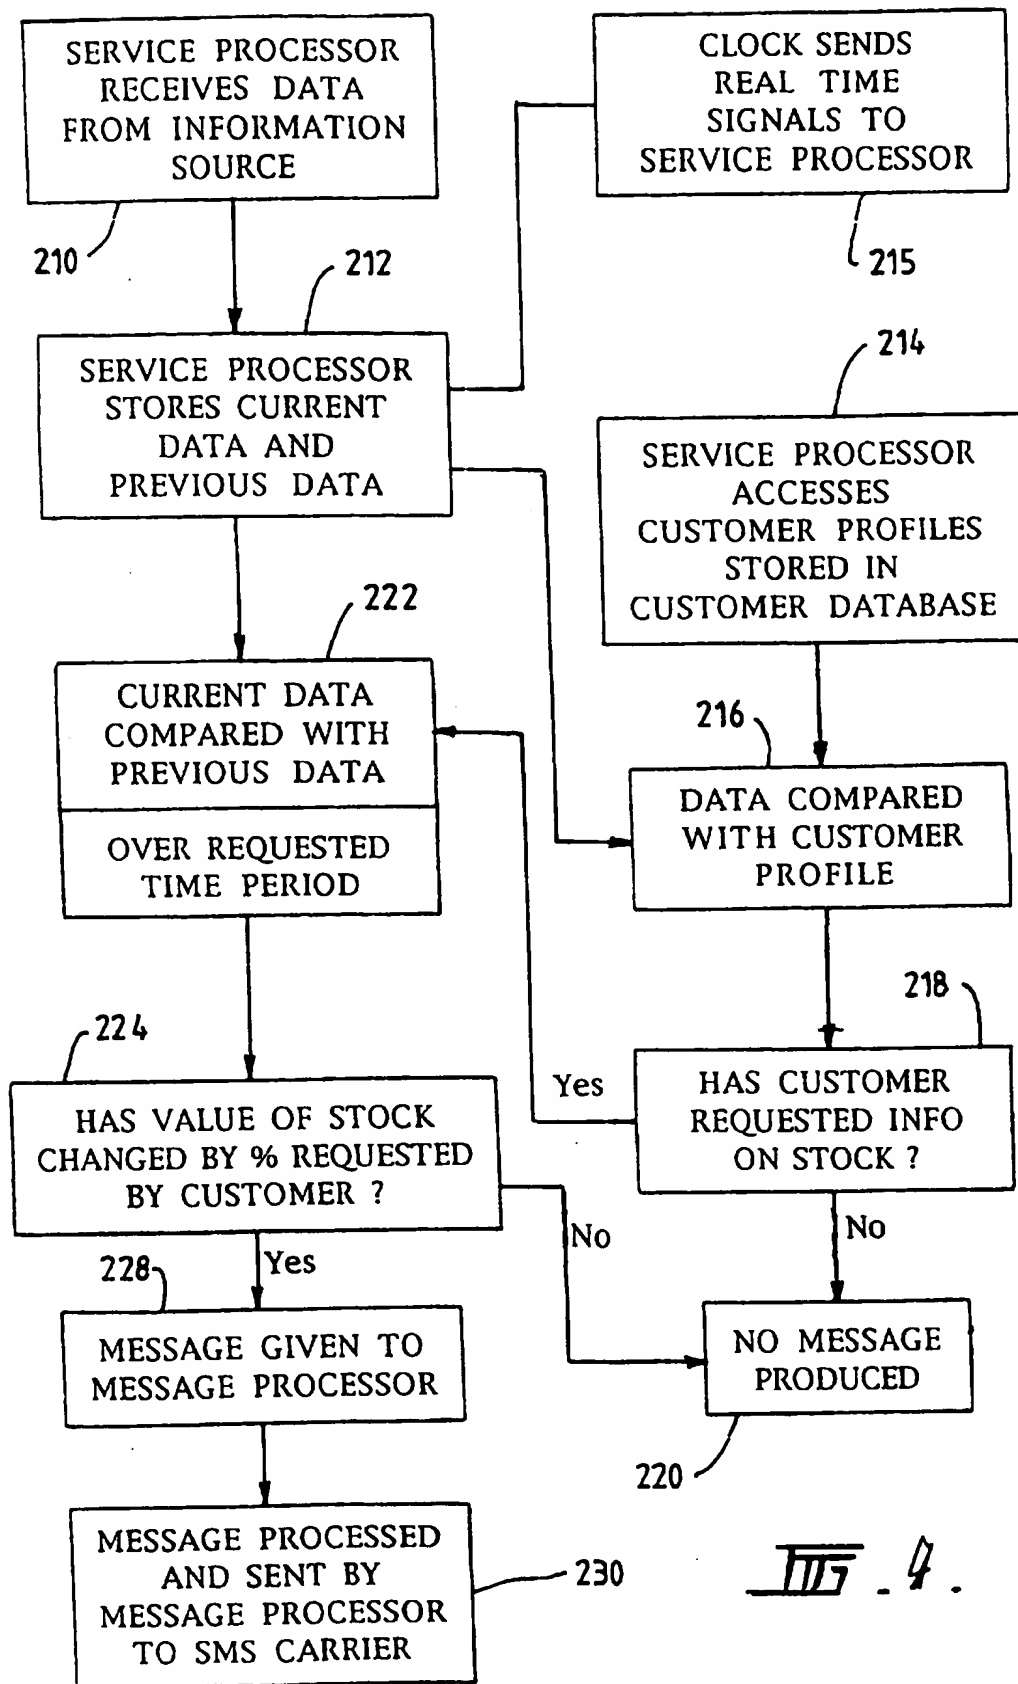 SERVICE PROCESSOR
RECEIVES DATA
FROM INFORMATION
SOURCE
210
CLOCK SENDS
REAL TIME
SIGNALS TO
SERVICE PROCESSOR
215
212
SERVICE PROCESSOR
STORES CURRENT
DATA AND
PREVIOUS DATA
214
SERVICE PROCESSOR
ACCESSES
CUSTOMER PROFILES
STORED IN
CUSTOMER DATABASE
222
CURRENT DATA
COMPARED WITH
PREVIOUS DATA
OVER REQUESTED
TIME PERIOD
216
DATA COMPARED
WITH CUSTOMER
PROFILE
218
HAS CUSTOMER
REQUESTED INFO
ON STOCK ?
Yes
No
224
HAS VALUE OF STOCK
CHANGED BY % REQUESTED
BY CUSTOMER ?
No
Yes
228
MESSAGE GIVEN TO
MESSAGE PROCESSOR
NO MESSAGE
PRODUCED
220
MESSAGE PROCESSED
AND SENT BY
MESSAGE PROCESSOR
TO SMS CARRIER
230
FIG . 4 .